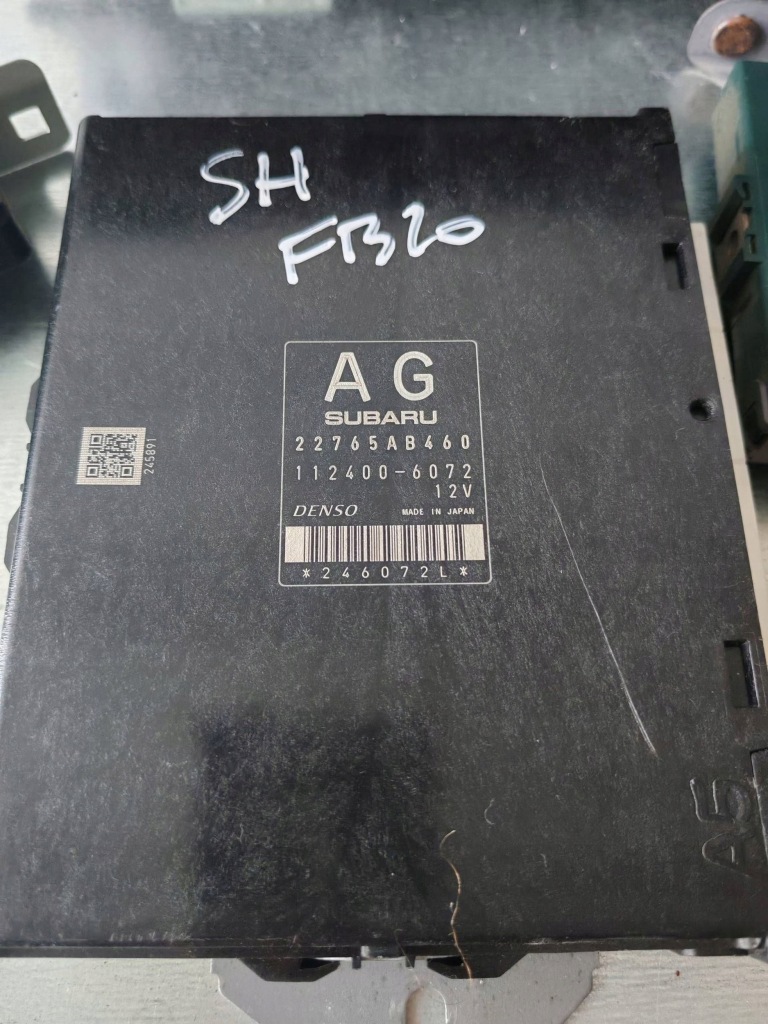 SH
FB20
AG
SUBARU
22765AB460
112400-6072
12V
DENSO MADE IN JAPAN
*246072L*
245891
A5